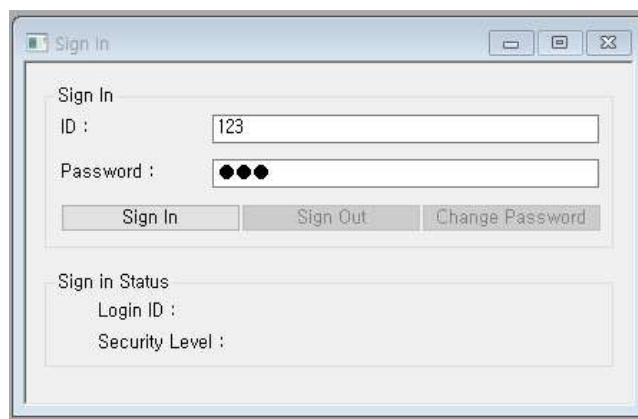 Sign In
Sign In
ID : 123
Password : ●●●
Sign In Sign Out Change Password
Sign in Status
Login ID :
Security Level :